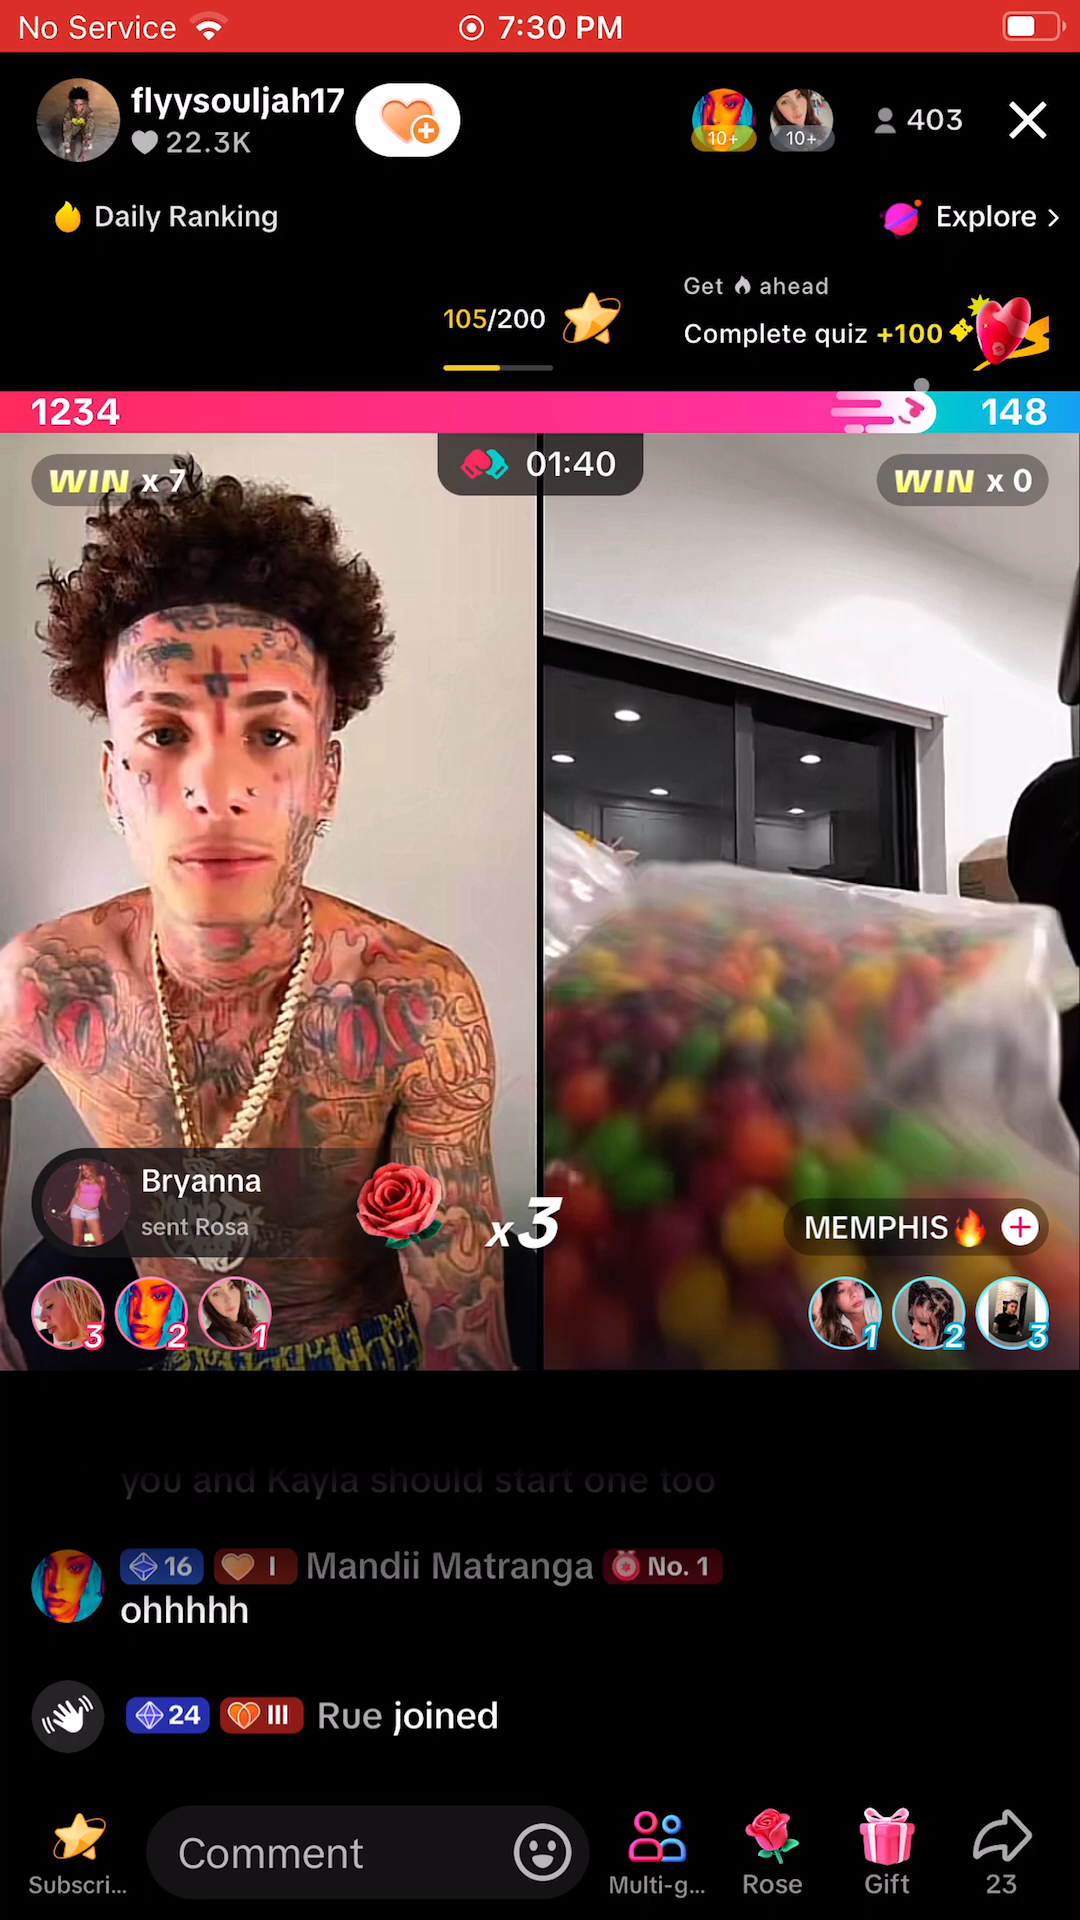 No Service 7:30 PM
flyysouljah17
22.3K
10+ 10+ 403
Daily Ranking
Explore
105/200
Get ahead
Complete quiz +100
1234 148
WIN x 7
01:40
WIN x 0
Bryanna
sent Rosa
x3
MEMPHIS
3 2 1
1 2 3
you and Kayla should start one too
16 I Mandii Matranga No. 1
ohhhhh
24 III Rue joined
Comment
Subscri... Multi-g... Rose Gift 23